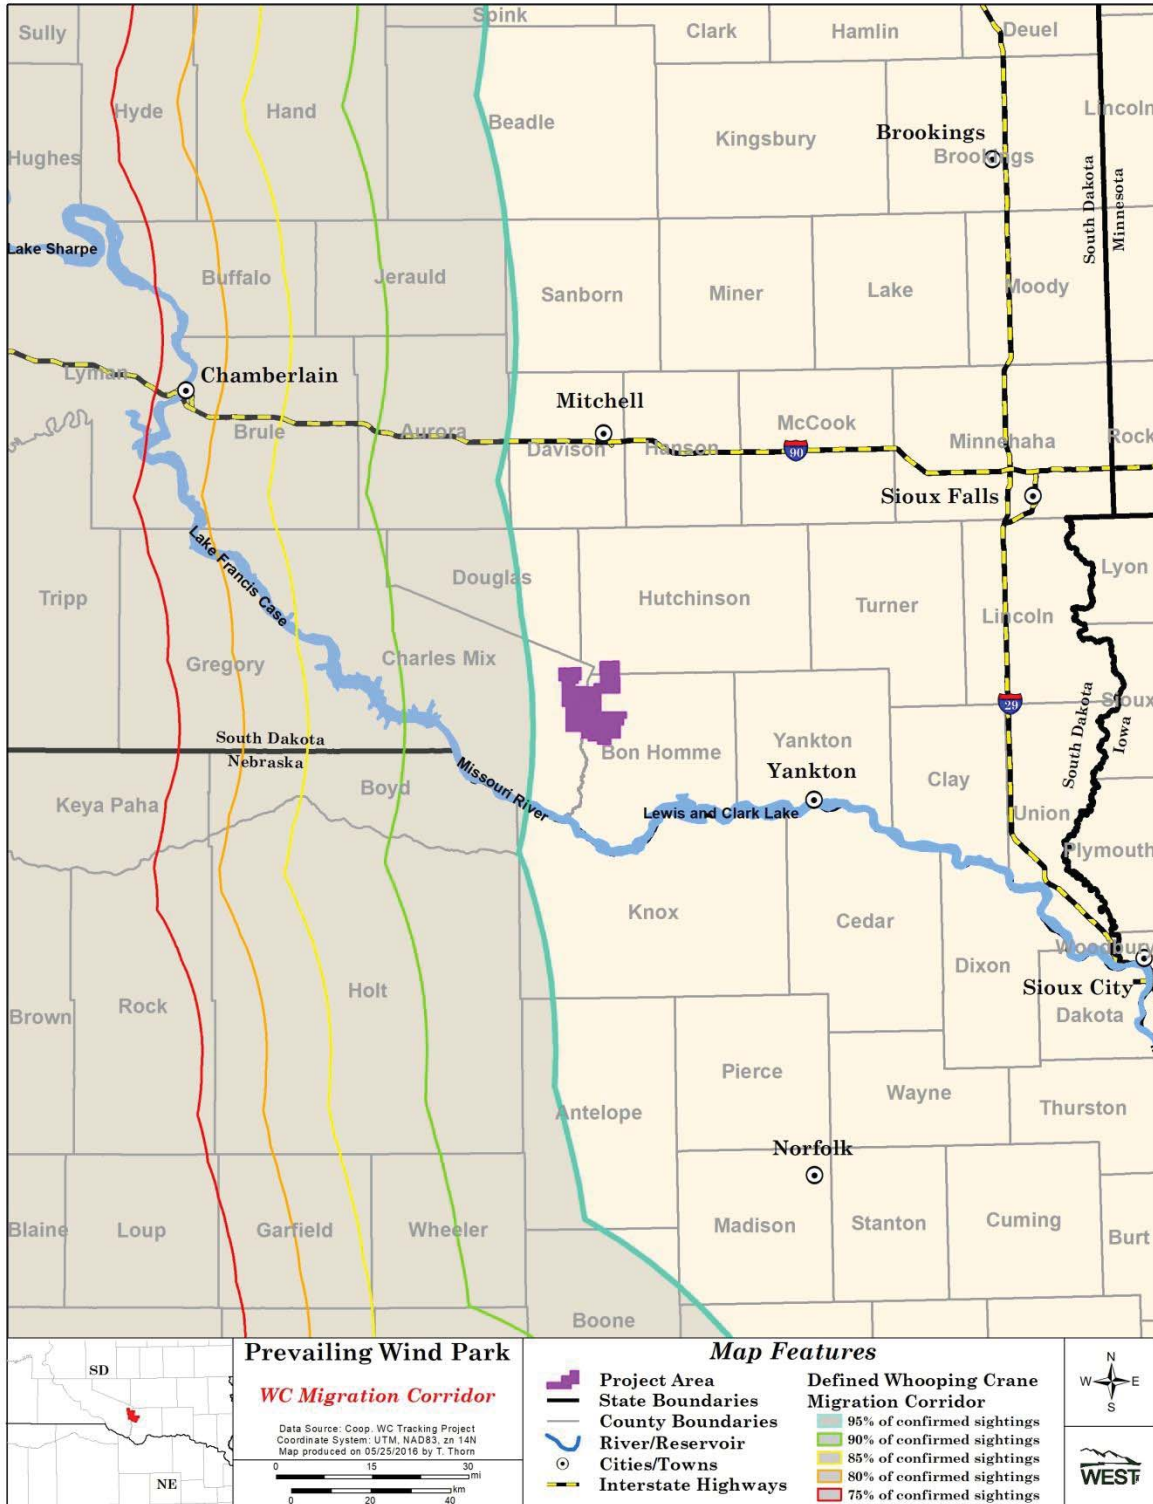 Spink
Sully
Clark
Hamlin
Deuel
Hyde
Hand
Beadle
Lincoln
Kingsbury
Brookings
Brookings
Hughes
South Dakota
Minnesota
Lake Sharpe
Buffalo
Jerauld
Sanborn
Miner
Lake
Moody
Lyman
Chamberlain
Mitchell
Brule
Aurora
Davison
Hanson
McCook
90
Minnehaha
Rock
Sioux Falls
Lake Francis Case
Douglas
Lyon
Tripp
Hutchinson
Turner
Lincoln
Gregory
Charles Mix
Sioux
29
South Dakota
Iowa
South Dakota
Nebraska
Bon Homme
Yankton
Yankton
Clay
Keya Paha
Boyd
Missouri River
Lewis and Clark Lake
Union
Plymouth
Knox
Cedar
Woodbury
Dixon
Sioux City
Dakota
Brown
Rock
Holt
Pierce
Wayne
Antelope
Thurston
Norfolk
Blaine
Loup
Garfield
Wheeler
Madison
Stanton
Cuming
Burt
Boone
SD
NE
Prevailing Wind Park
WC Migration Corridor
Data Source: Coop. WC Tracking Project
Coordinate System: UTM, NAD83, zn 14N
Map produced on 05/25/2016 by T. Thorn
0 15 30
mi
km
0 20 40
Map Features
Project Area
State Boundaries
County Boundaries
River/Reservoir
Cities/Towns
Interstate Highways
Defined Whooping Crane
Migration Corridor
95% of confirmed sightings
90% of confirmed sightings
85% of confirmed sightings
80% of confirmed sightings
75% of confirmed sightings
N
W E
S
WEST